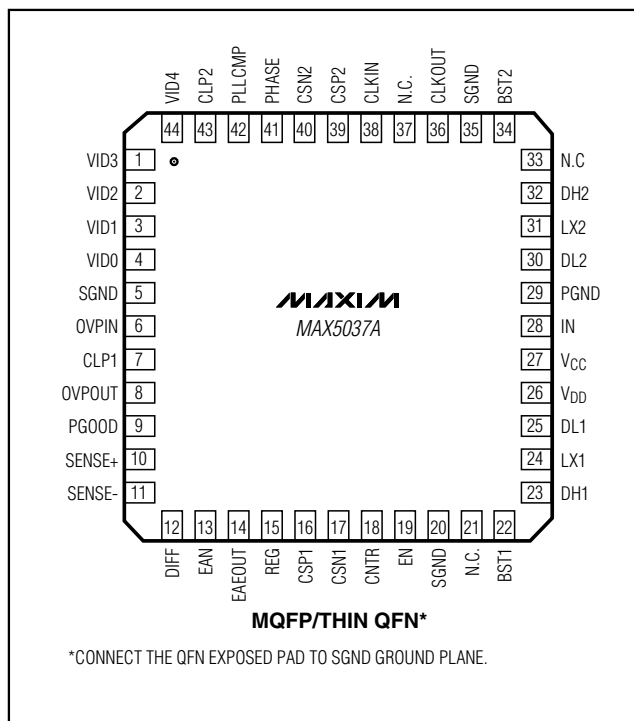 VID4
CLP2
PLLCMP
PHASE
CSN2
CSP2
CLKIN
N.C.
CLKOUT
SGND
BST2
44 43 42 41 40 39 38 37 36 35 34
VID3 1
VID2 2
VID1 3
VID0 4
SGND 5
OVPIN 6
CLP1 7
OVPOUT 8
PGOOD 9
SENSE+ 10
SENSE- 11
MAXIM
MAX5037A
33 N.C
32 DH2
31 LX2
30 DL2
29 PGND
28 IN
27 VCC
26 VDD
25 DL1
24 LX1
23 DH1
12 13 14 15 16 17 18 19 20 21 22
DIFF
EAN
EAEOUT
REG
CSP1
CSN1
CNTR
EN
SGND
N.C.
BST1
MQFP/THIN QFN*
*CONNECT THE QFN EXPOSED PAD TO SGND GROUND PLANE.